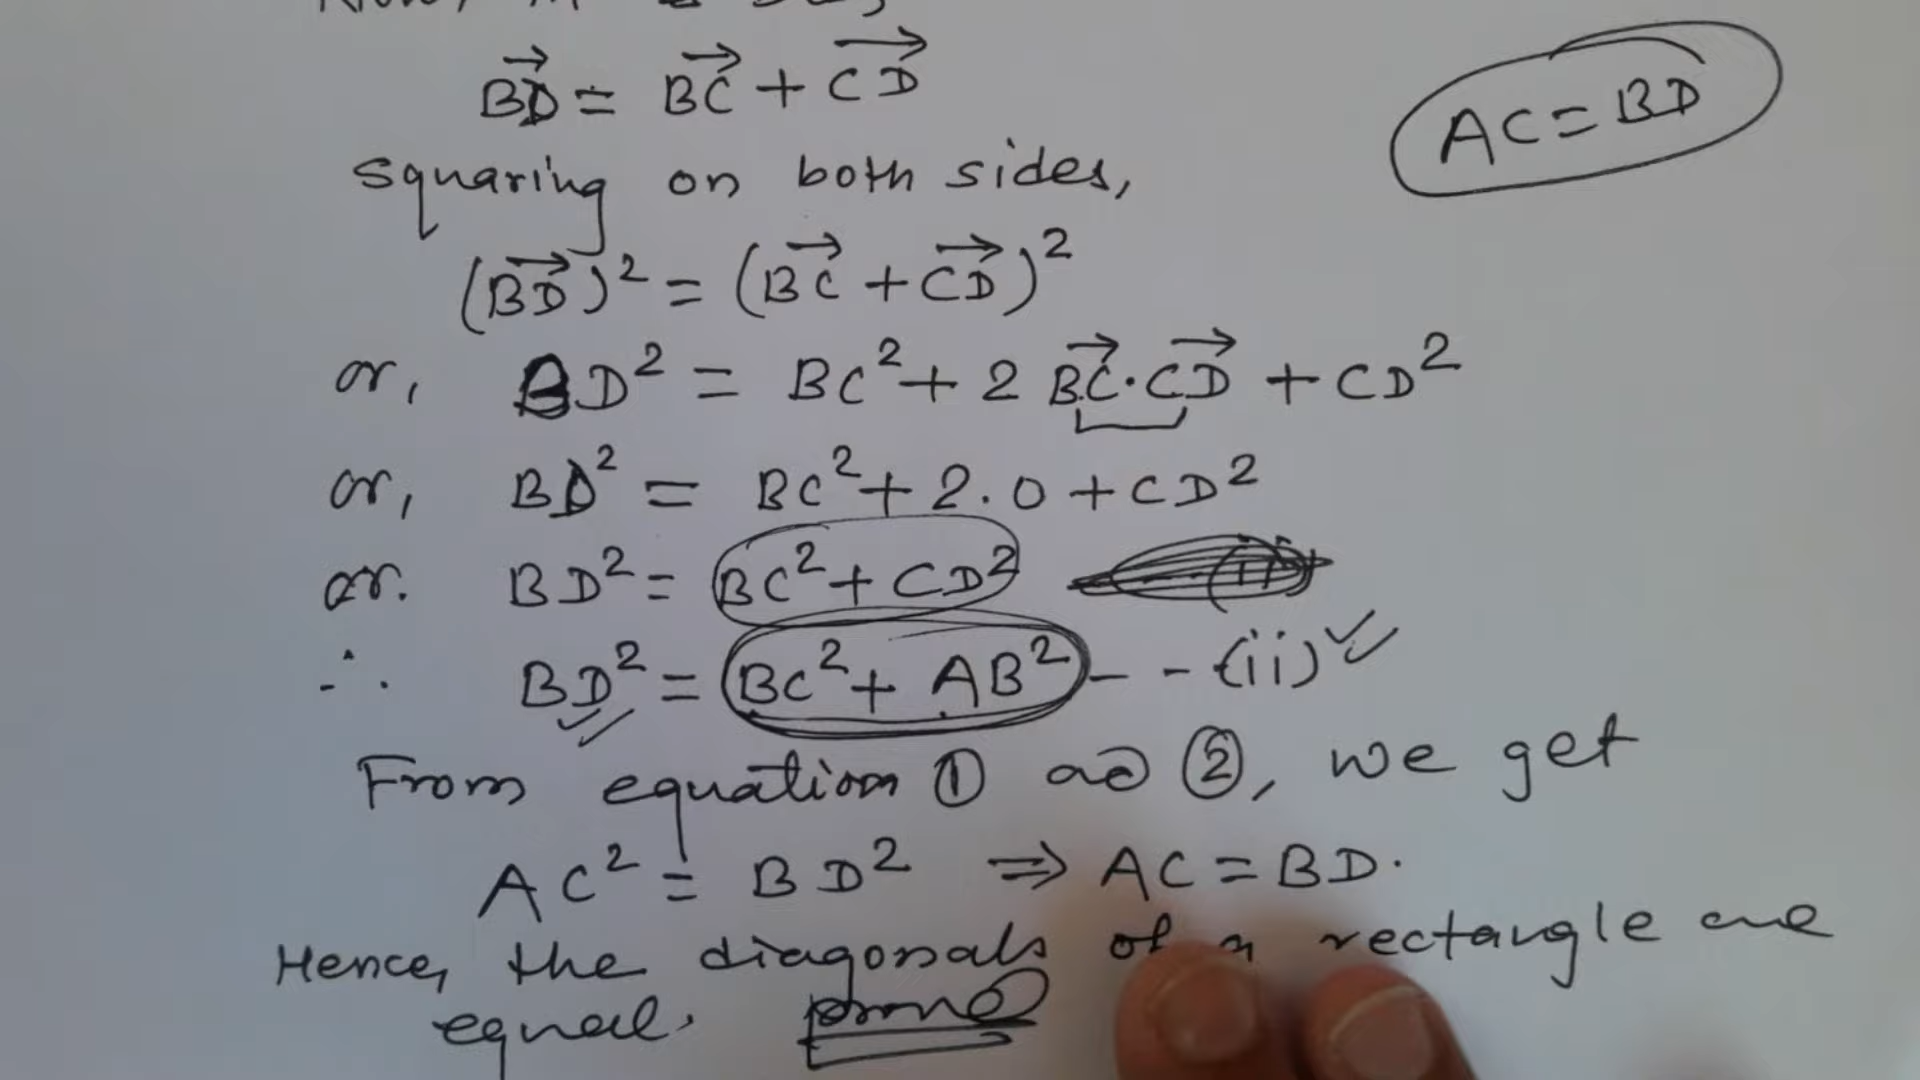 BD→ = BC→ + CD→
AC = BD
squaring on both sides,
(BD→)² = (BC→ + CD→)²
or, BD² = BC² + 2 BC→ · CD→ + CD²
or, BD² = BC² + 2.0 + CD²
or. BD² = BC² + CD²
∴ BD² = BC² + AB² - - (ii)
From equation ① and ②, we get
AC² = BD² ⇒ AC = BD.
Hence, the diagonals of a rectangle are
equal.